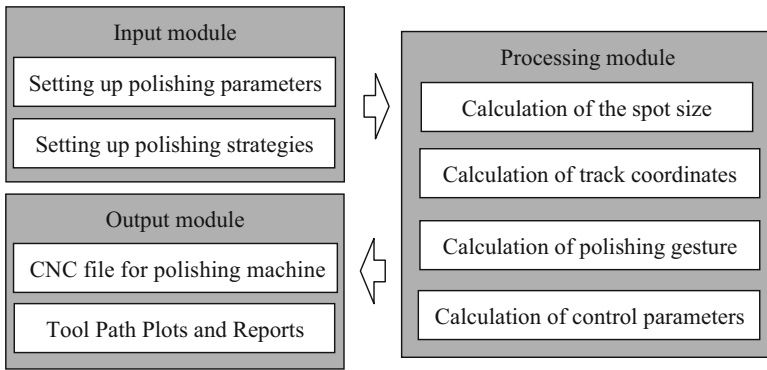 Input module
Setting up polishing parameters
Setting up polishing strategies
Processing module
Calculation of the spot size
Calculation of track coordinates
Calculation of polishing gesture
Calculation of control parameters
Output module
CNC file for polishing machine
Tool Path Plots and Reports